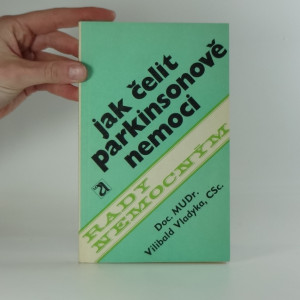 jak čelit
parkinsonově
nemoci
RADY
NEMOCNÝM
Doc. MUDr.
Vilibald Vladyka, CSc.